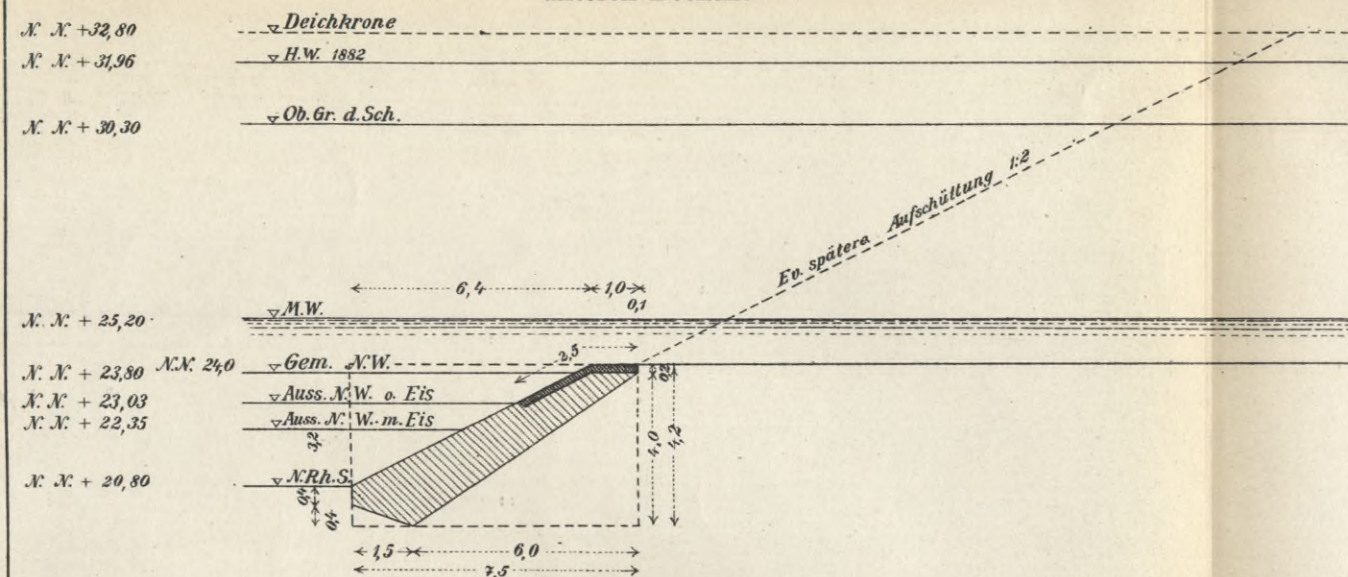 N. N. +32,80 Deichkrone
N. N. + 31,96 H.W. 1882
N. N. + 30,30 Ob. Gr. d. Sch.
Ev. spätere Aufschüttung 1:2
6,4 1,0
0,1
N. N. + 25,20 M.W.
2,5
N.N. 24,0 Gem. N.W.
N. N. + 23,80
0,2
N. N. + 23,03 Auss. N. W. o. Eis
N. N. + 22,35 Auss. N. W. m. Eis
3,2
4,0 4,2
N. N. + 20,80 N. Rh. S.
0,4
0,4
1,5 6,0
7,5